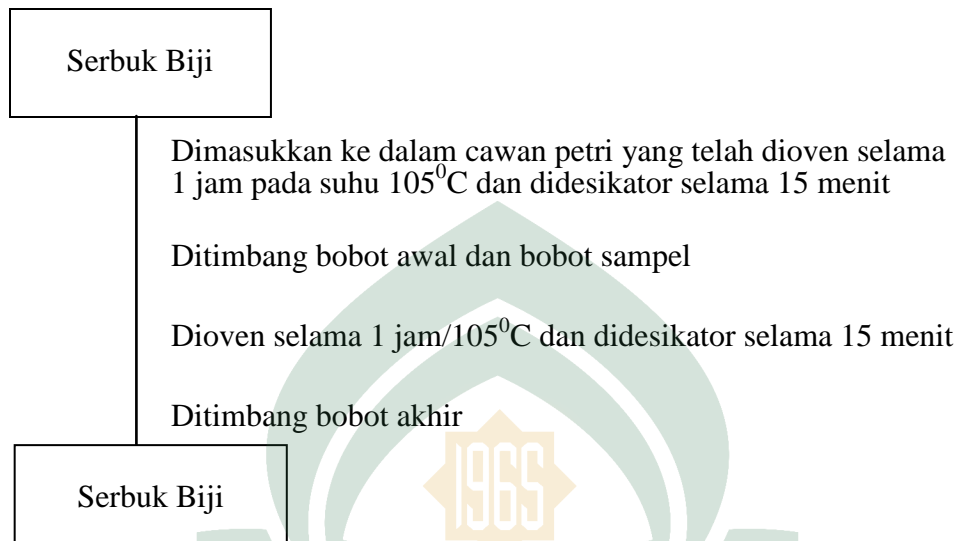 Serbuk Biji
Dimasukkan ke dalam cawan petri yang telah dioven selama
1 jam pada suhu 105⁰C dan didesikator selama 15 menit
Ditimbang bobot awal dan bobot sampel
Dioven selama 1 jam/105⁰C dan didesikator selama 15 menit
Ditimbang bobot akhir
1965
Serbuk Biji